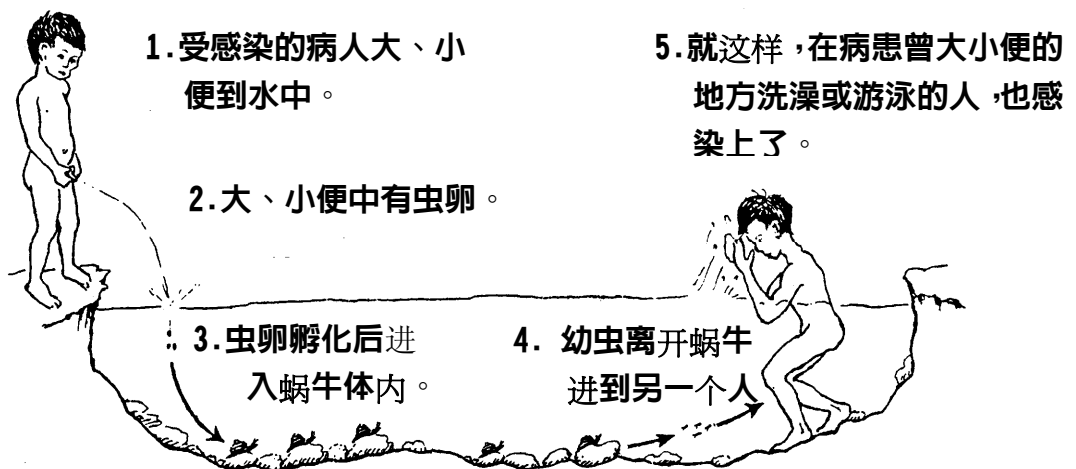 1.受感染的病人大、小
便到水中。
2.大、小便中有虫卵。
3.虫卵孵化后进
入蜗牛体内。
4. 幼虫离开蜗牛
进到另一个人
5.就这样,在病患曾大小便的
地方洗澡或游泳的人,也感
染上了。